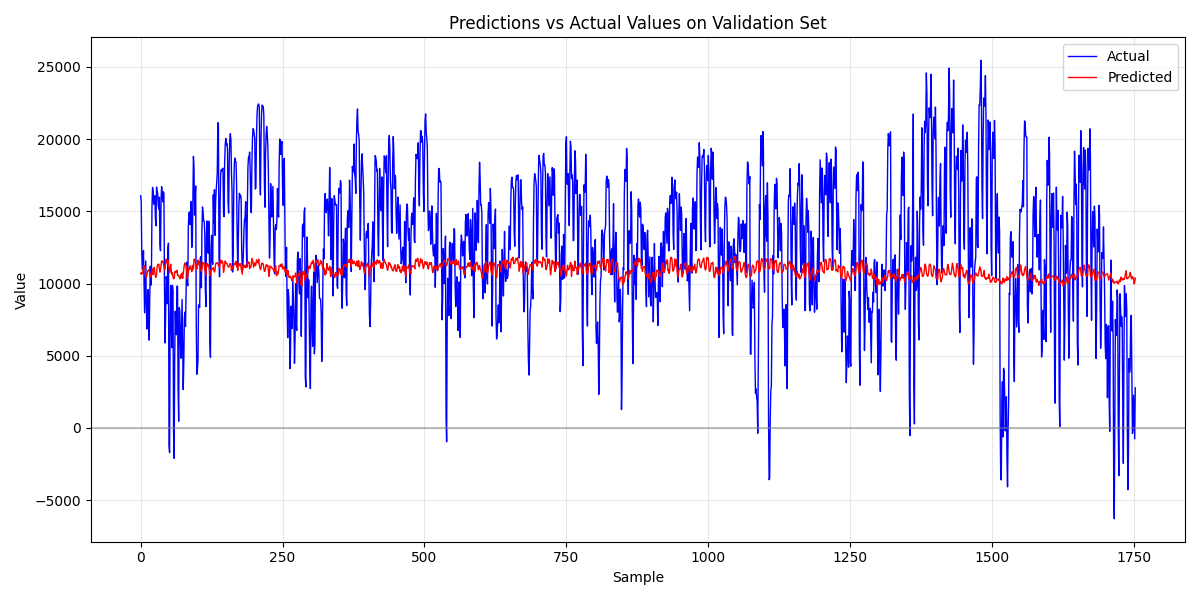 Predictions vs Actual Values on Validation Set
Actual
Predicted
25000
20000
15000
10000
5000
0
−5000
Value
0 250 500 750 1000 1250 1500 1750
Sample